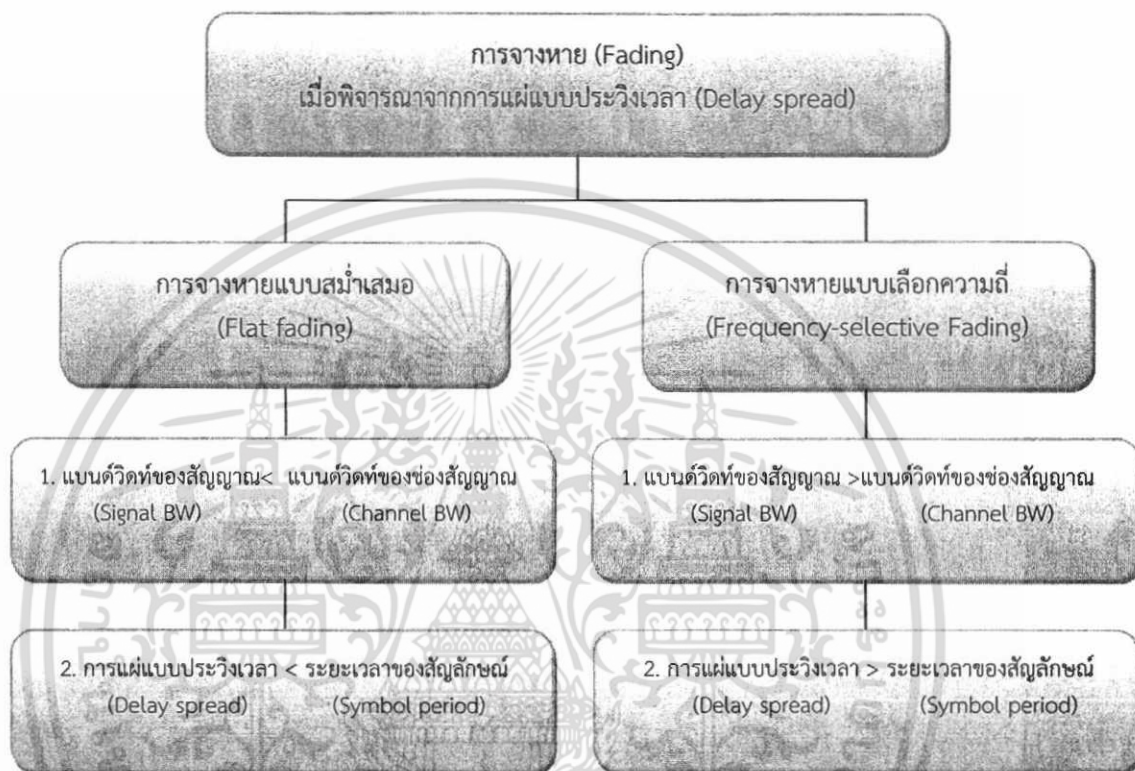 การจางหาย (Fading)
เมื่อพิจารณาจากการแผ่แบบประวิงเวลา (Delay spread)
การจางหายแบบสม่ำเสมอ
(Flat fading)
การจางหายแบบเลือกความถี่
(Frequency-selective Fading)
1. แบนด์วิดท์ของสัญญาณ< แบนด์วิดท์ของช่องสัญญาณ
(Signal BW) (Channel BW)
1. แบนด์วิดท์ของสัญญาณ >แบนด์วิดท์ของช่องสัญญาณ
(Signal BW) (Channel BW)
2. การแผ่แบบประวิงเวลา < ระยะเวลาของสัญลักษณ์
(Delay spread) (Symbol period)
2. การแผ่แบบประวิงเวลา > ระยะเวลาของสัญลักษณ์
(Delay spread) (Symbol period)